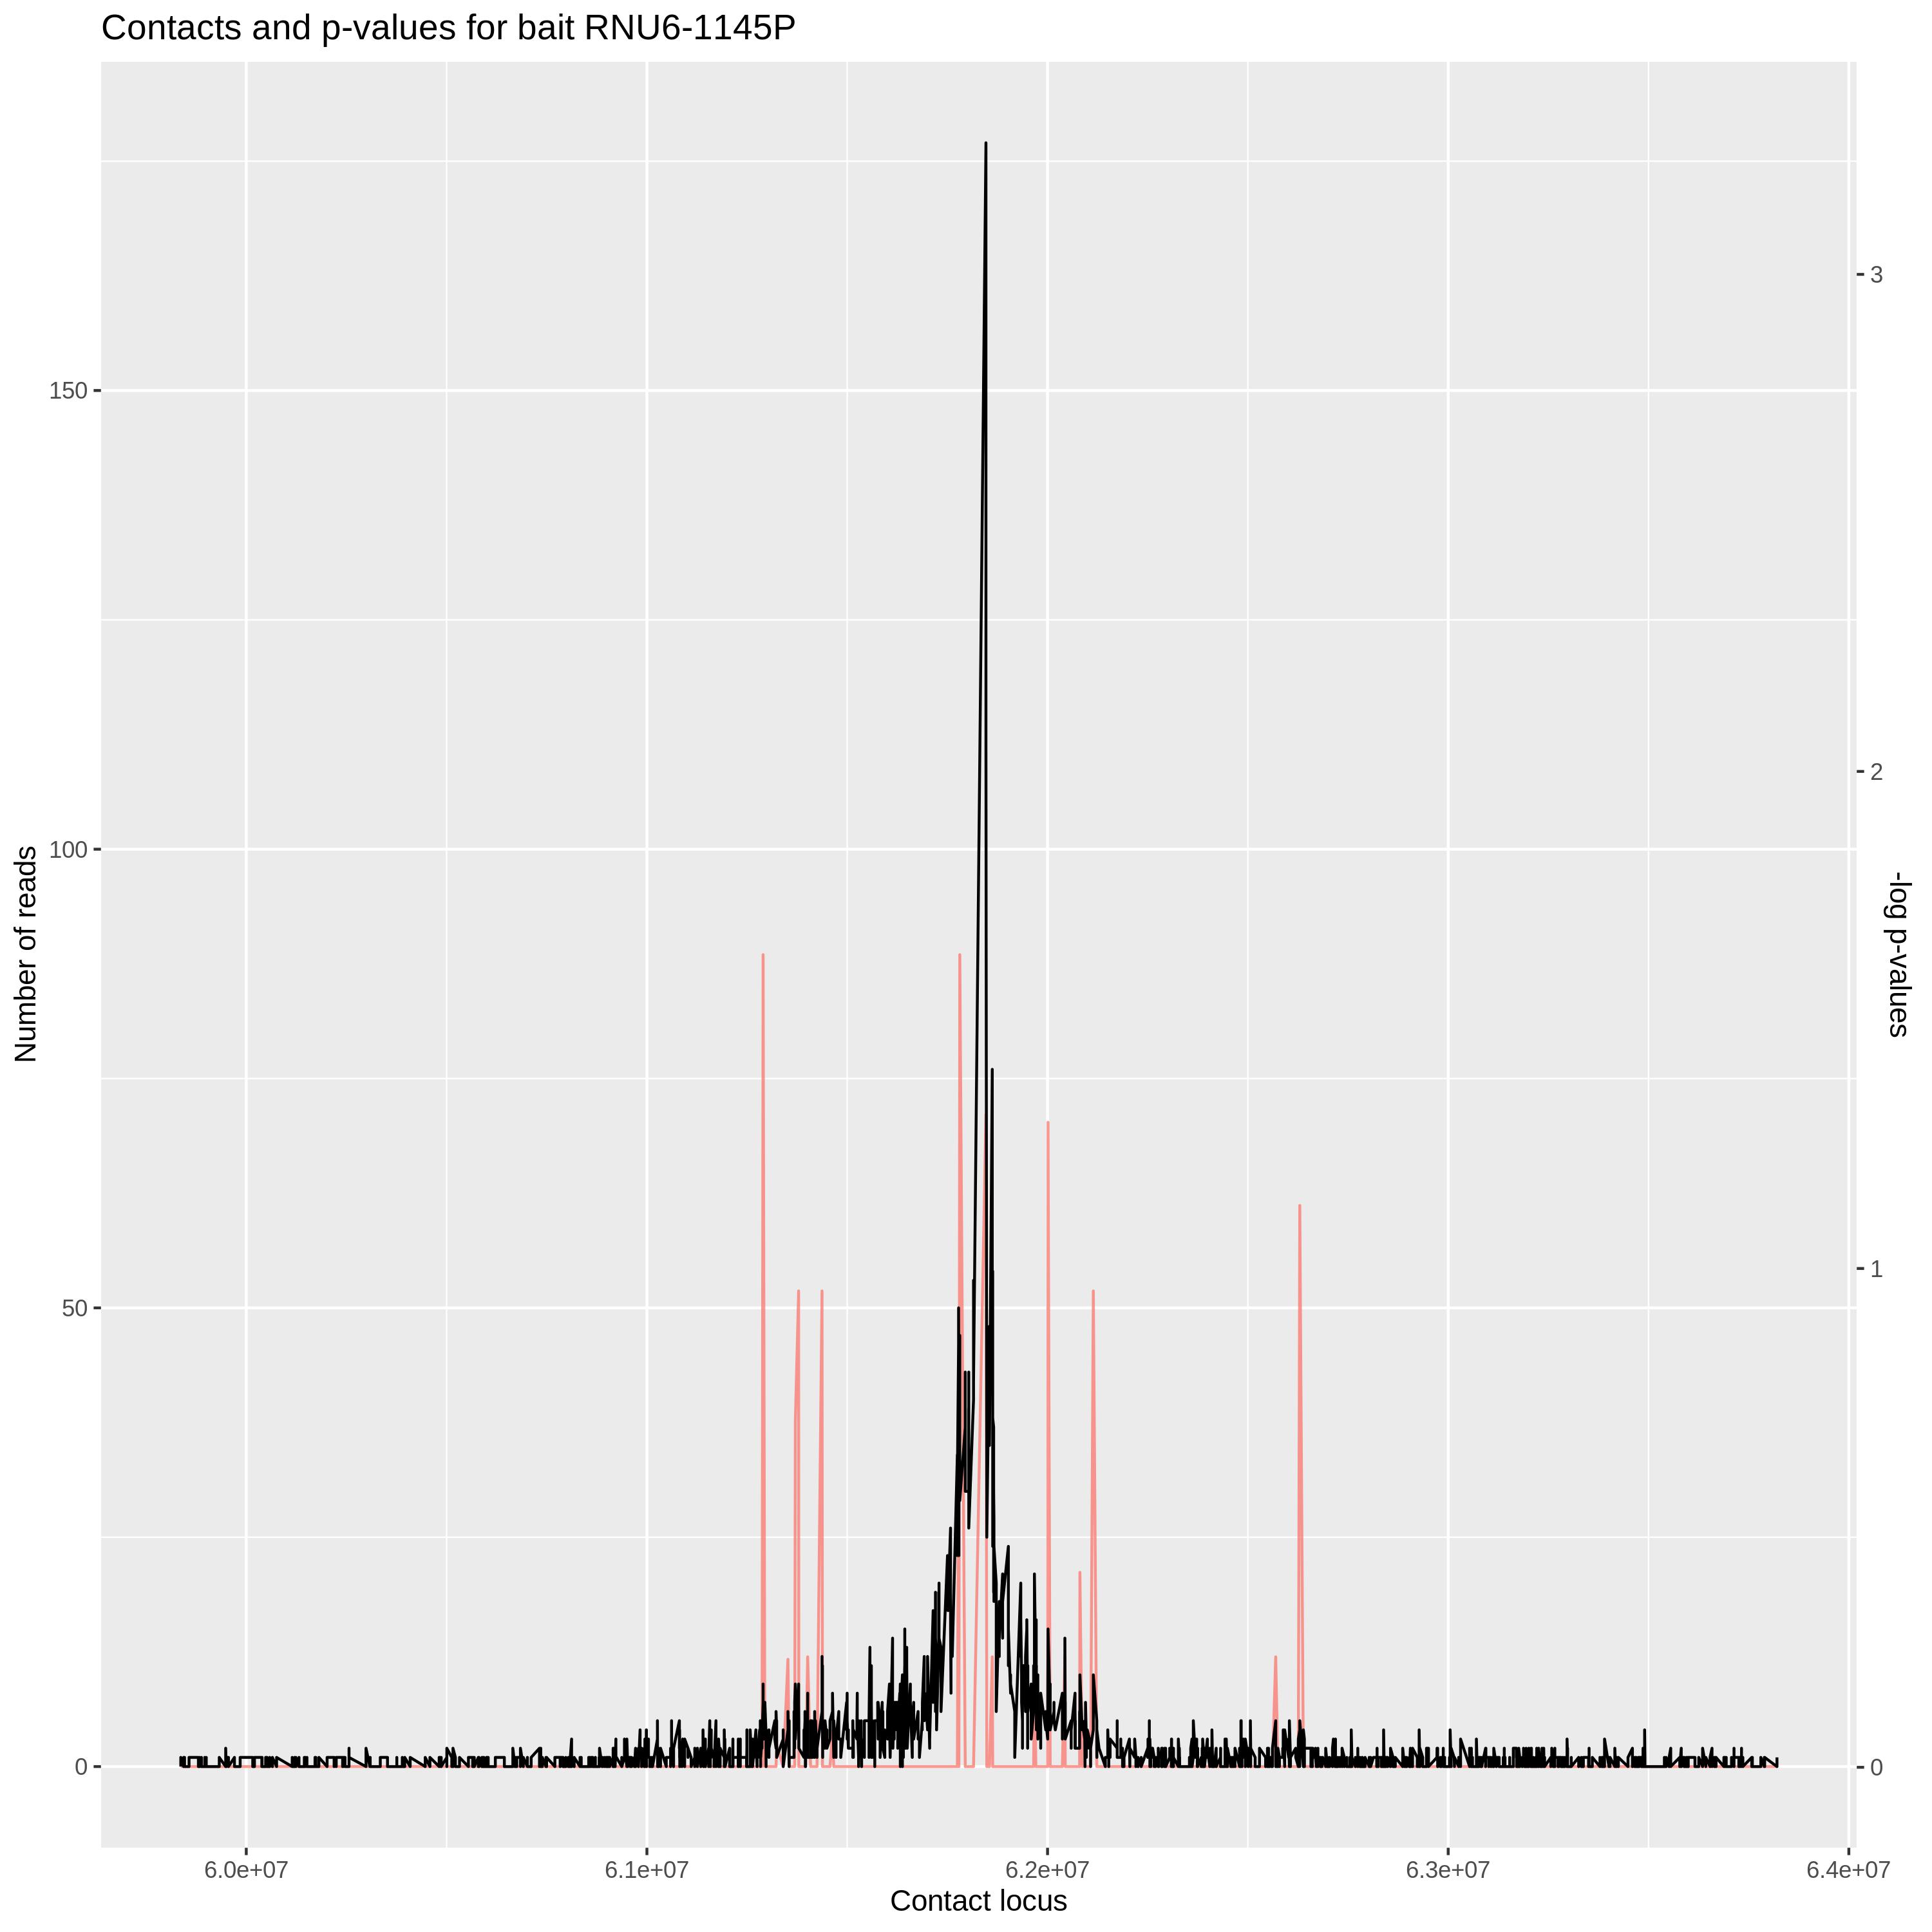 Contacts and p-values for bait RNU6-1145P
Number of reads
150
100
50
0
3
2
1
0
-log p-values
6.0e+07
6.1e+07
6.2e+07
6.3e+07
6.4e+07
Contact locus